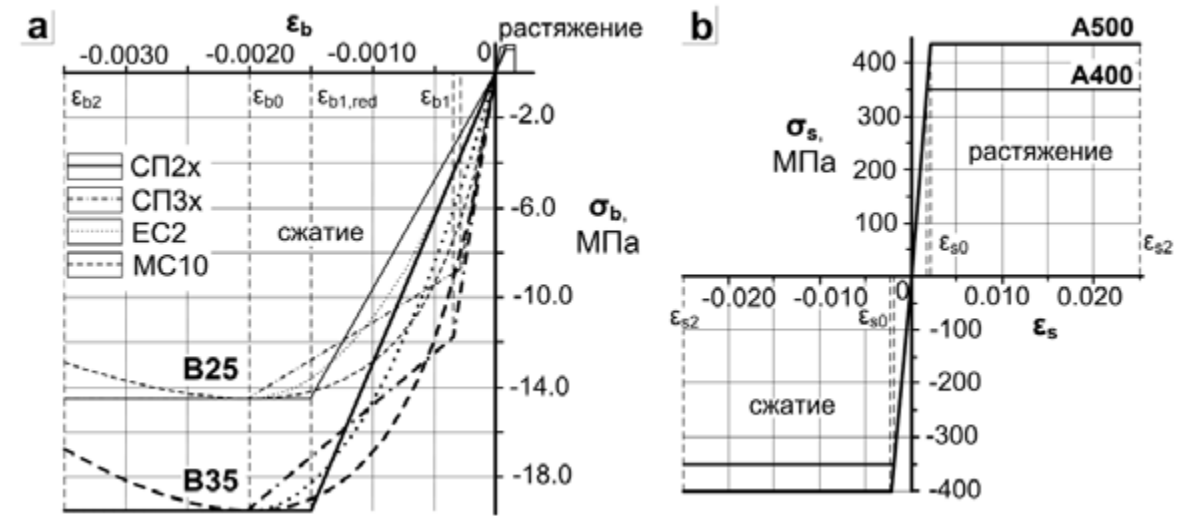 a
εb
растяжение
-0.0030 -0.0020 -0.0010 0
εb2 εb0 εb1,red εb1
-2.0
СП2x
СП3x
-6.0
σb,
МПа
EC2
сжатие
МС10
-10.0
B25
-14.0
B35
-18.0
b
A500
400
A400
300
σs,
МПа
растяжение
200
100
εs0 εs2
-0.020 -0.010 0 0.010 0.020
εs2 εs0
εs
-100
-200
сжатие
-300
-400